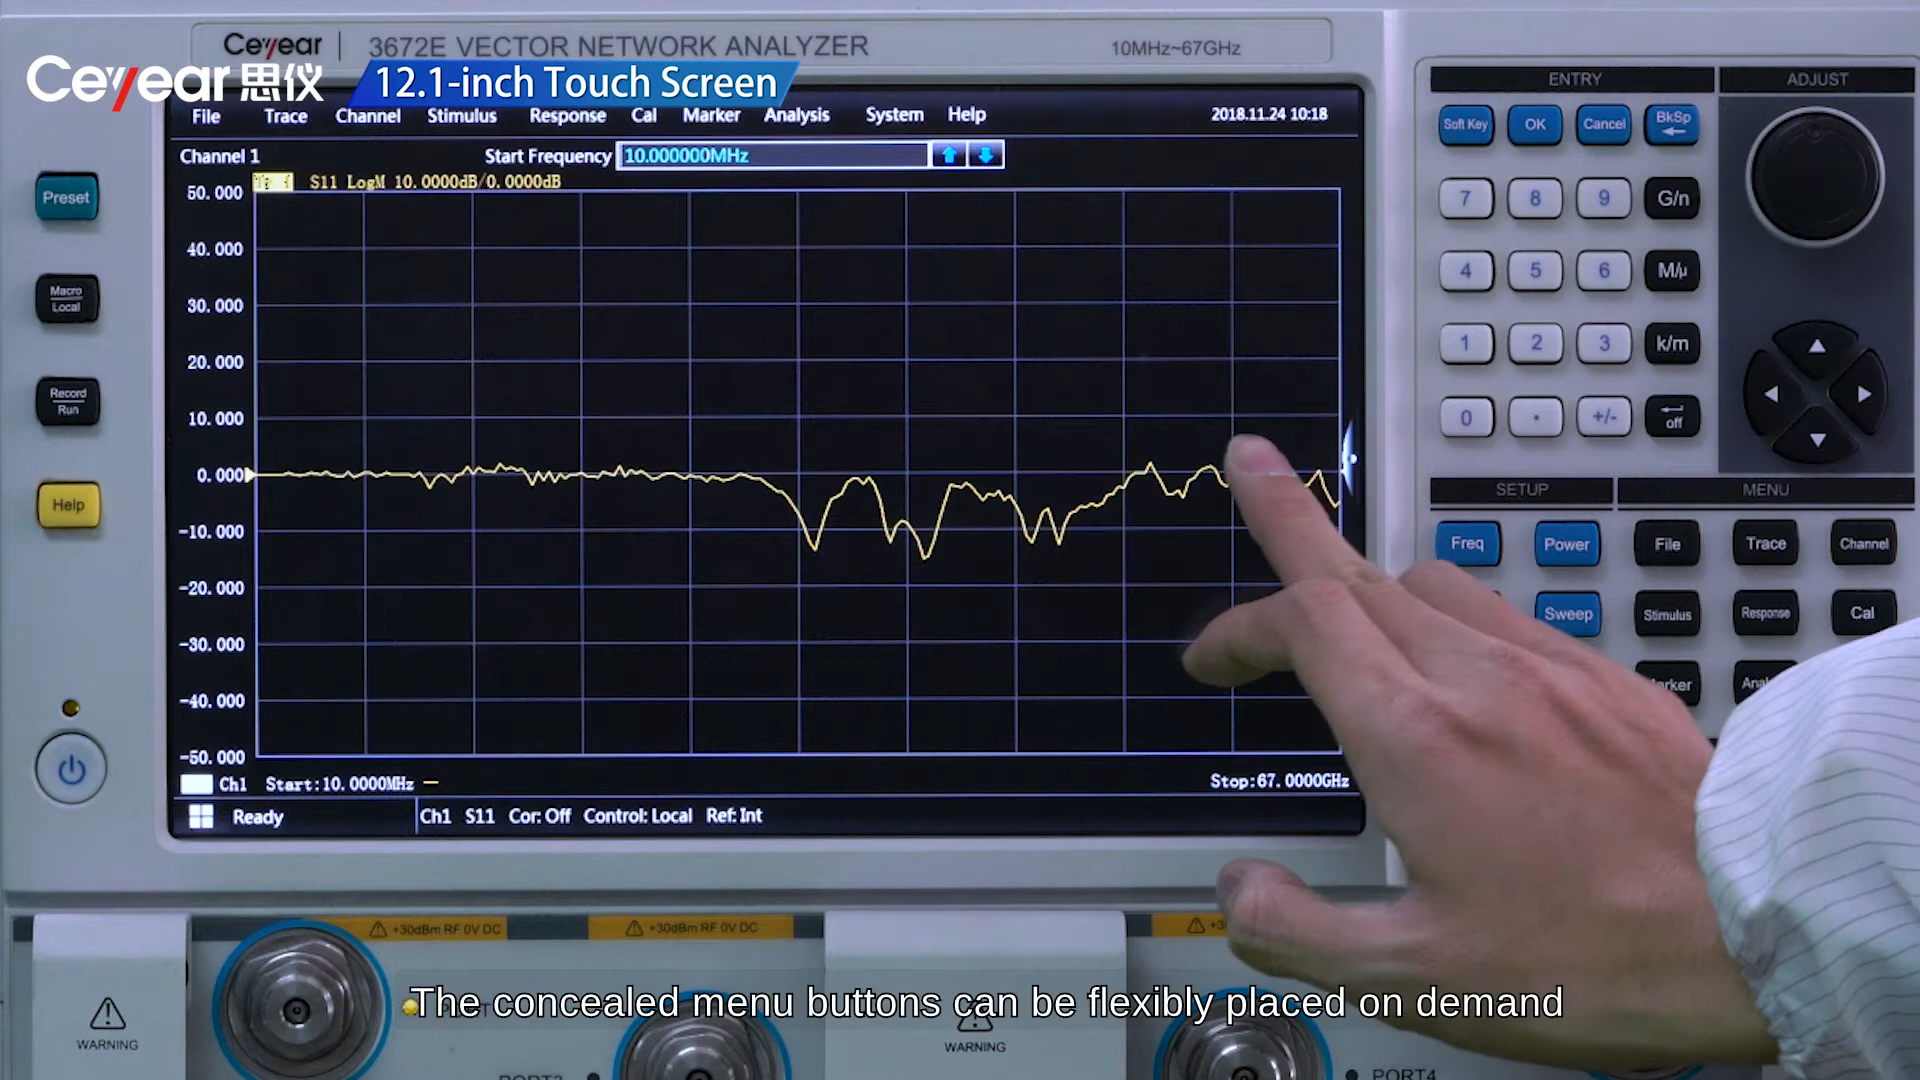 Ceyear 3672E VECTOR NETWORK ANALYZER 10MHz~67GHz
Ceyear 思仪 12.1-inch Touch Screen
File Trace Channel Stimulus Response Cal Marker Analysis System Help 2018.11.24 10:18
Channel 1 Start Frequency 10.000000MHz
S11 LogM 10.0000dB/0.0000dB
50.000
40.000
30.000
20.000
10.000
0.000
-10.000
-20.000
-30.000
-40.000
-50.000
Ch1 Start:10.0000MHz Stop:67.0000GHz
Ready Ch1 S11 Cor: Off Control: Local Ref: Int
Preset
Macro
Local
Record
Run
Help
ENTRY ADJUST
Soft Key OK Cancel BkSp
7 8 9 G/n
4 5 6 M/µ
1 2 3 k/m
0 · +/- off
SETUP MENU
Freq Power File Trace Channel
Sweep Stimulus Response Cal
+30dBm RF 0V DC +30dBm RF 0V DC
The concealed menu buttons can be flexibly placed on demand
WARNING WARNING
PORT3 PORT4